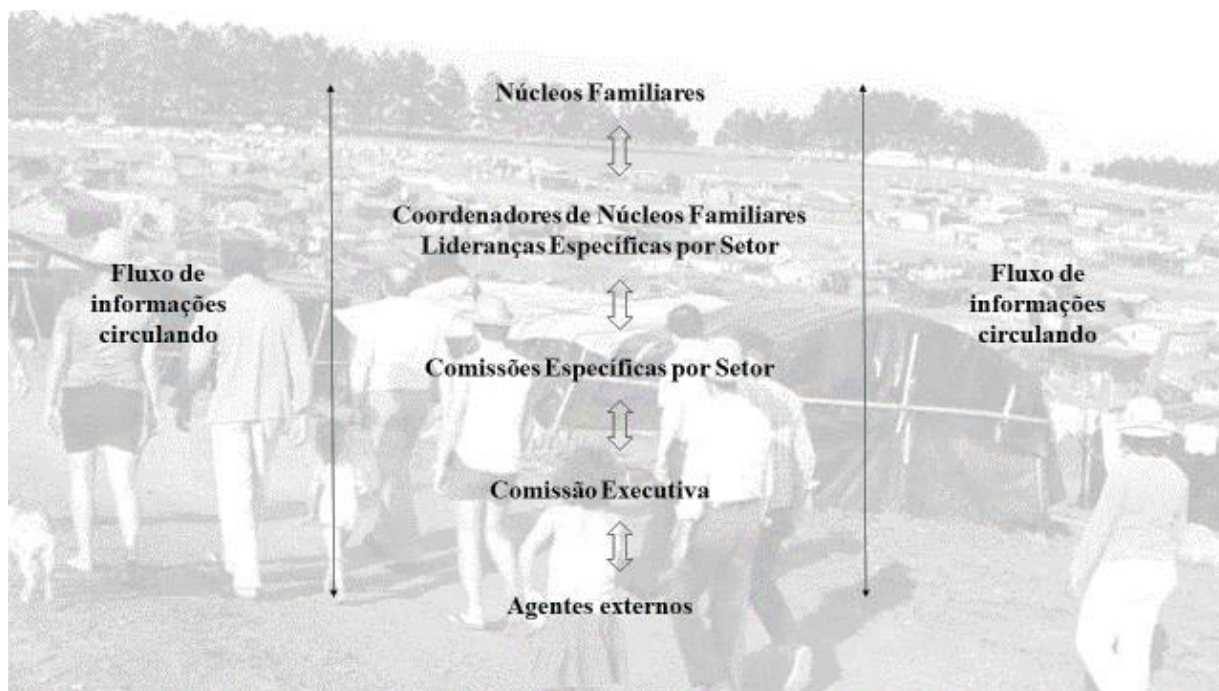 Núcleos Familiares
Coordenadores de Núcleos Familiares
Lideranças Específicas por Setor
Fluxo de
informações
circulando
Fluxo de
informações
circulando
Comissões Específicas por Setor
Comissão Executiva
Agentes externos